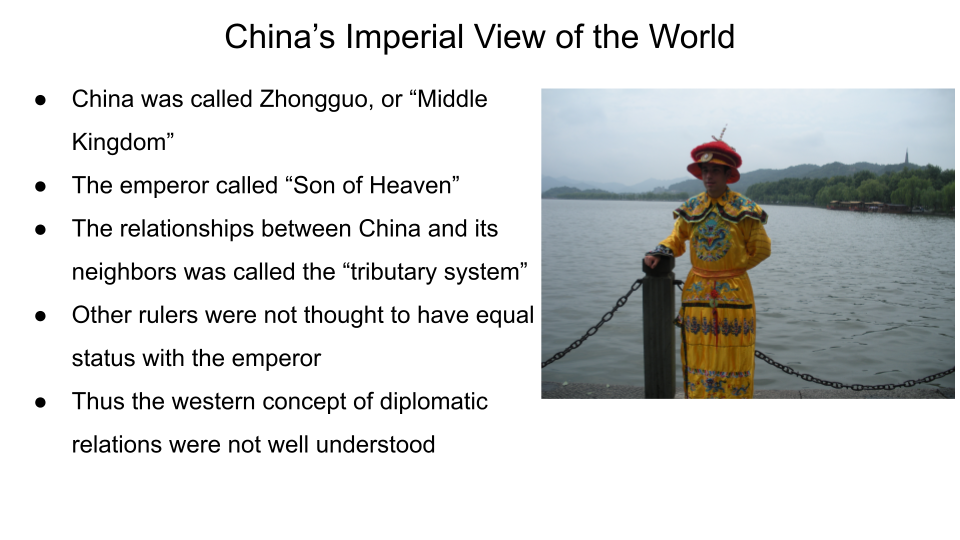 China’s Imperial View of the World
● China was called Zhongguo, or “Middle
Kingdom”
● The emperor called “Son of Heaven”
● The relationships between China and its
neighbors was called the “tributary system”
● Other rulers were not thought to have equal
status with the emperor
● Thus the western concept of diplomatic
relations were not well understood